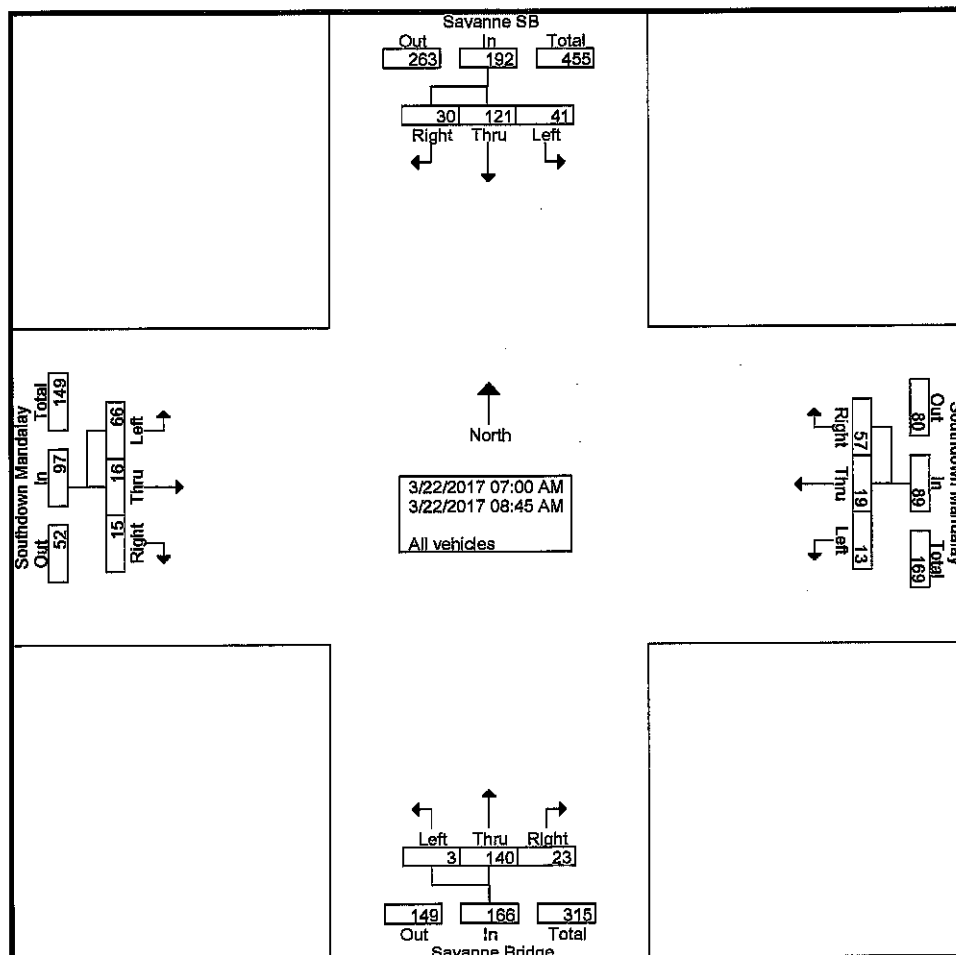 Savanne SB
Out In Total
263 192 455
30 121 41
Right Thru Left
Southdown Mandalay
Total In Out
149 97 52
66 16 15
Left Thru Right
North
3/22/2017 07:00 AM
3/22/2017 08:45 AM
All vehicles
Right Thru Left
57 19 13
80 89 169
Out In Total
Southdown Mandalay
Left Thru Right
3 140 23
149 166 315
Out In Total
Savanne Bridge